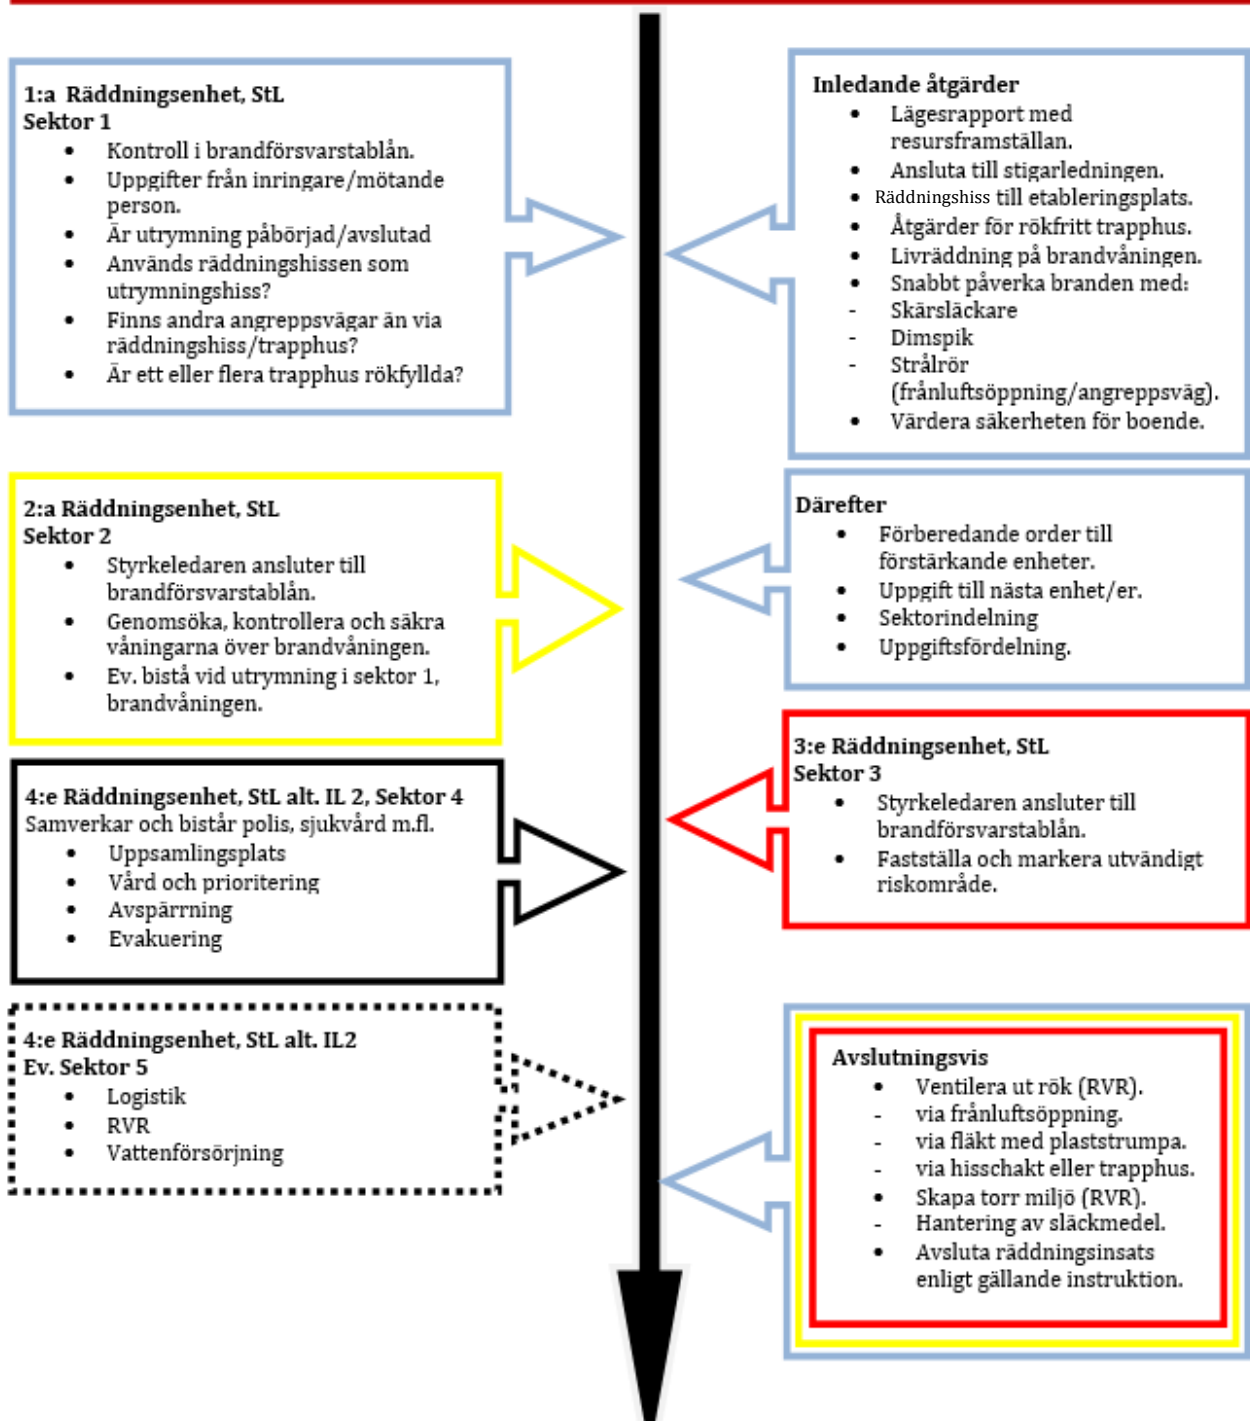 1:a Räddningsenhet, StL
Sektor 1
• Kontroll i brandförsvarstablån.
• Uppgifter från inringare/mötande
person.
• Är utrymning påbörjad/avslutad
• Används räddningshissen som
utrymningshiss?
• Finns andra angreppsvägar än via
räddningshiss/trapphus?
• Är ett eller flera trapphus rökfyllda?
Inledande åtgärder
• Lägesrapport med
resursframställan.
• Ansluta till stigarledningen.
• Räddningshiss till etableringsplats.
• Åtgärder för rökfritt trapphus.
• Livräddning på brandvåningen.
• Snabbt påverka branden med:
- Skärsläckare
- Dimspik
- Strålrör
(frånluftsöppning/angreppsväg).
• Värdera säkerheten för boende.
2:a Räddningsenhet, StL
Sektor 2
• Styrkeledaren ansluter till
brandförsvarstablån.
• Genomsöka, kontrollera och säkra
våningarna över brandvåningen.
• Ev. bistå vid utrymning i sektor 1,
brandvåningen.
Därefter
• Förberedande order till
förstärkande enheter.
• Uppgift till nästa enhet/er.
• Sektorindelning
• Uppgiftsfördelning.
3:e Räddningsenhet, StL
Sektor 3
• Styrkeledaren ansluter till
brandförsvarstablån.
• Fastställa och markera utvändigt
riskområde.
4:e Räddningsenhet, StL alt. IL 2, Sektor 4
Samverkar och bistår polis, sjukvård m.fl.
• Uppsamlingsplats
• Vård och prioritering
• Avspärrning
• Evakuering
4:e Räddningsenhet, StL alt. IL2
Ev. Sektor 5
• Logistik
• RVR
• Vattenförsörjning
Avslutningsvis
• Ventilera ut rök (RVR).
- via frånluftsöppning.
- via fläkt med plaststrumpa.
- via hisschakt eller trapphus.
• Skapa torr miljö (RVR).
- Hantering av släckmedel.
• Avsluta räddningsinsats
enligt gällande instruktion.